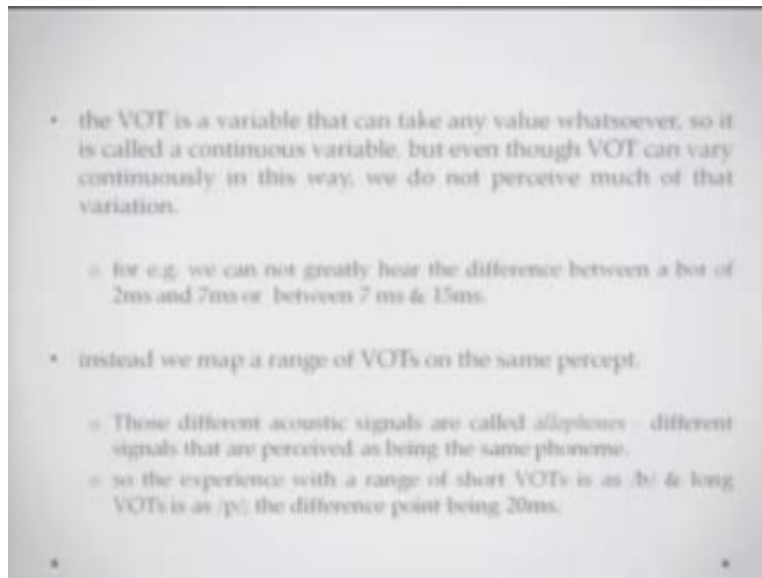 • the VOT is a variable that can take any value whatsoever, so it
is called a continuous variable, but even though VOT can vary
continuously in this way, we do not perceive much of that
variation.
o for e.g. we can not greatly hear the difference between a bot of
2ms and 7ms or between 7 ms & 15ms.
• instead we map a range of VOTs on the same percept.
o Those different acoustic signals are called allophones - different
signals that are perceived as being the same phoneme.
o so the experience with a range of short VOTs is as /b/ & long
VOTs is as /p/; the difference point being 20ms.